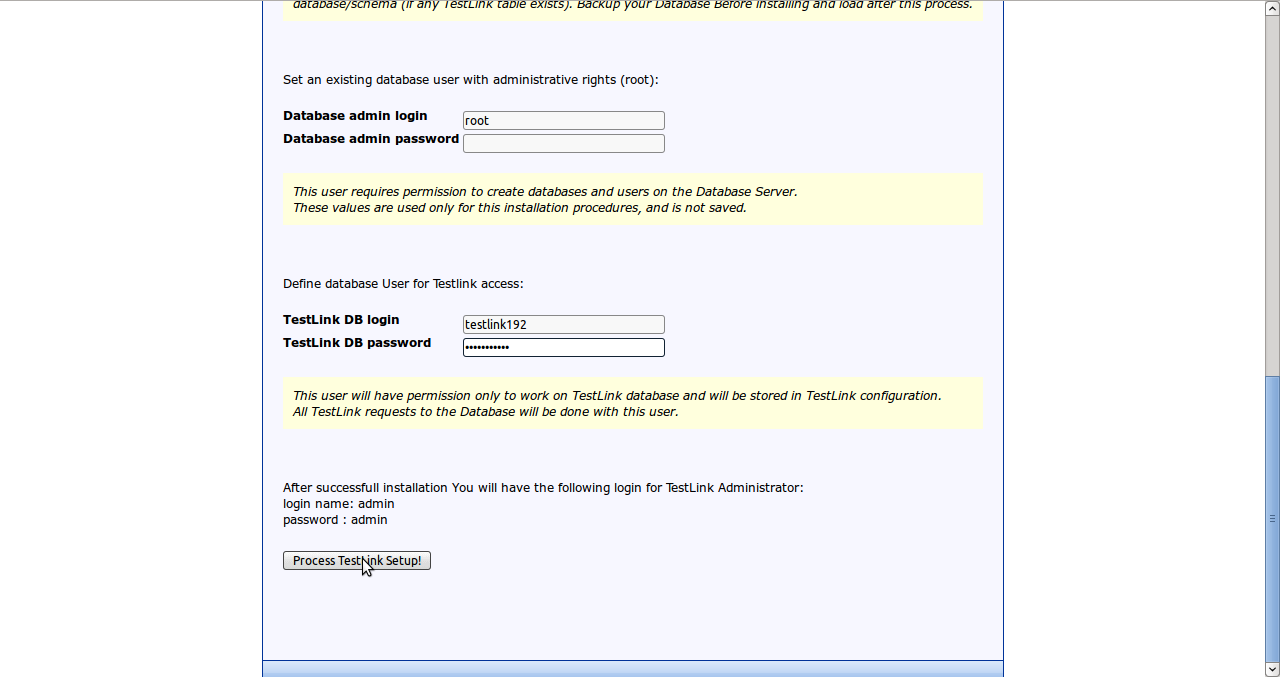 database/schema (if any TestLink table exists). Backup your Database Before installing and load after this process.
Set an existing database user with administrative rights (root):
Database admin login root
Database admin password
This user requires permission to create databases and users on the Database Server.
These values are used only for this installation procedures, and is not saved.
Define database User for Testlink access:
TestLink DB login testlink192
TestLink DB password •••••••••••
This user will have permission only to work on TestLink database and will be stored in TestLink configuration.
All TestLink requests to the Database will be done with this user.
After successfull installation You will have the following login for TestLink Administrator:
login name: admin
password : admin
Process TestLink Setup!